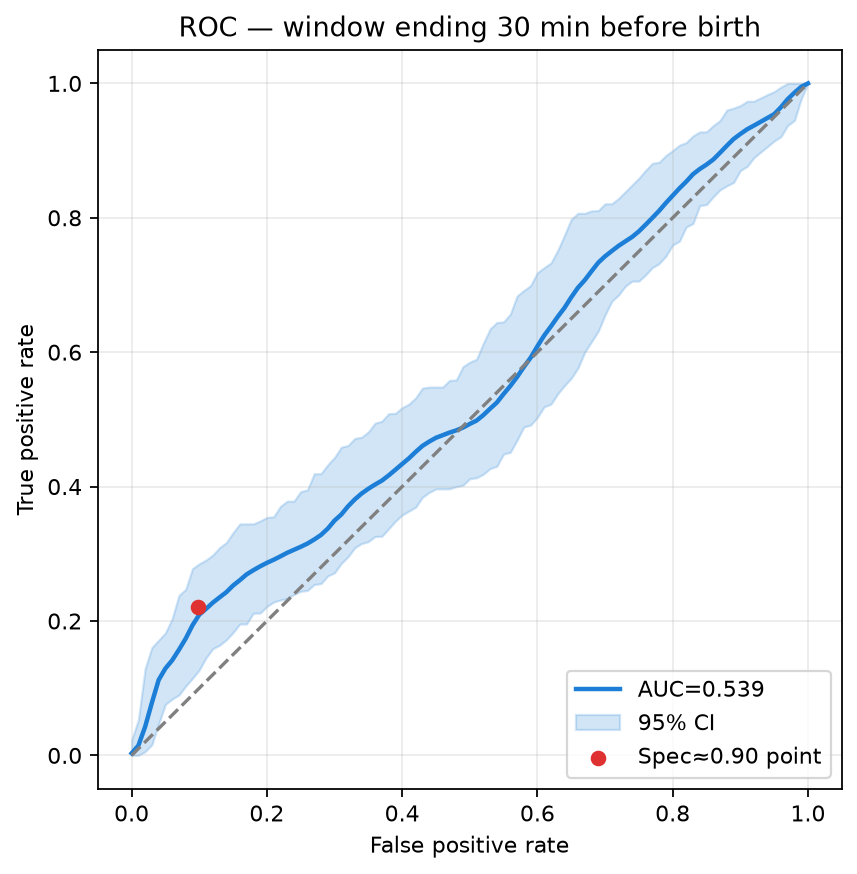 ROC — window ending 30 min before birth
True positive rate
1.0
0.8
0.6
0.4
0.2
0.0
AUC=0.539
95% CI
Spec≈0.90 point
0.0 0.2 0.4 0.6 0.8 1.0
False positive rate